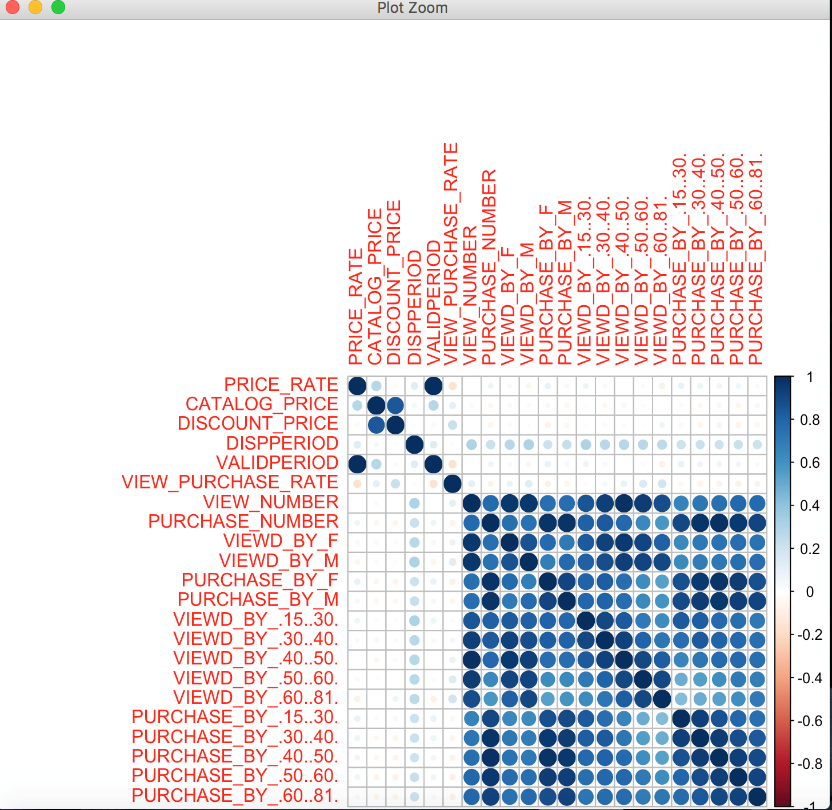 Plot Zoom
PRICE_RATE
CATALOG_PRICE
DISCOUNT_PRICE
DISPPERIOD
VALIDPERIOD
VIEW_PURCHASE_RATE
VIEW_NUMBER
PURCHASE_NUMBER
VIEWD_BY_F
VIEWD_BY_M
PURCHASE_BY_F
PURCHASE_BY_M
VIEWD_BY_.15..30.
VIEWD_BY_.30..40.
VIEWD_BY_.40..50.
VIEWD_BY_.50..60.
VIEWD_BY_.60..81.
PURCHASE_BY_.15..30.
PURCHASE_BY_.30..40.
PURCHASE_BY_.40..50.
PURCHASE_BY_.50..60.
PURCHASE_BY_.60..81.
PRICE_RATE
CATALOG_PRICE
DISCOUNT_PRICE
DISPPERIOD
VALIDPERIOD
VIEW_PURCHASE_RATE
VIEW_NUMBER
PURCHASE_NUMBER
VIEWD_BY_F
VIEWD_BY_M
PURCHASE_BY_F
PURCHASE_BY_M
VIEWD_BY_.15..30.
VIEWD_BY_.30..40.
VIEWD_BY_.40..50.
VIEWD_BY_.50..60.
VIEWD_BY_.60..81.
PURCHASE_BY_.15..30.
PURCHASE_BY_.30..40.
PURCHASE_BY_.40..50.
PURCHASE_BY_.50..60.
PURCHASE_BY_.60..81.
1
0.8
0.6
0.4
0.2
0
-0.2
-0.4
-0.6
-0.8
-1